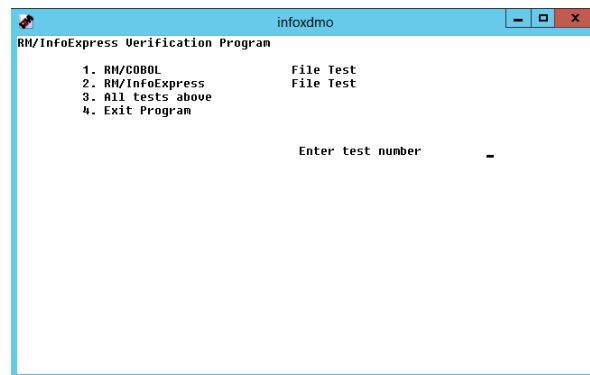 infoxdmo
RM/InfoExpress Verification Program
1. RM/COBOL File Test
2. RM/InfoExpress File Test
3. All tests above
4. Exit Program
Enter test number